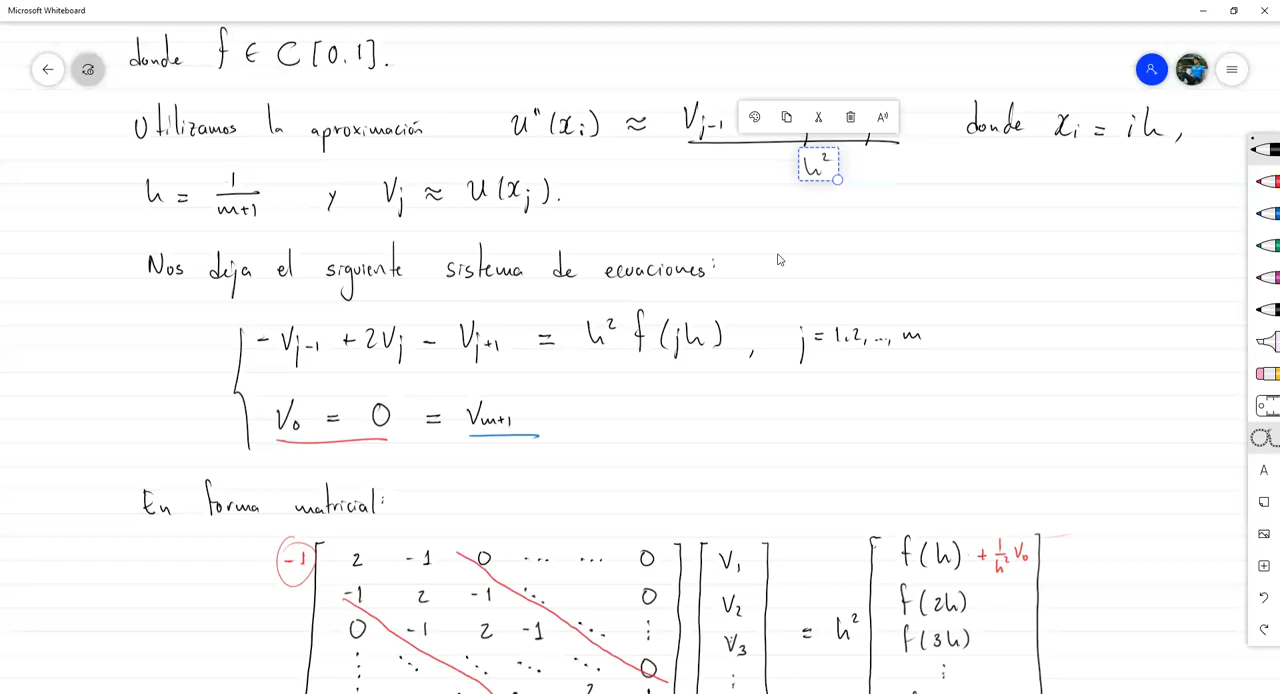 Microsoft Whiteboard
donde f ∈ C [0,1].
Utilizamos la aproximación u''(xi) ≈ Vj-1 / h² donde xi = ih,
h = 1/(m+1) y Vj ≈ u(xj).
Nos deja el siguiente sistema de ecuaciones:
- Vj-1 + 2Vj - Vj+1 = h² f(jh), j = 1,2,..., m
V0 = 0 = Vm+1
En forma matricial:
-1 [ 2 -1 0 ... ... 0 ] [ V1 ] [ f(h) + 1/h² V0 ]
-1 2 -1 ⋱ 0 V2 f(2h)
0 -1 2 -1 ⋱ ⋮ V3 = h² f(3h)
⋮ ⋱ ⋱ ⋱ ⋱ 0 ⋮ ⋮